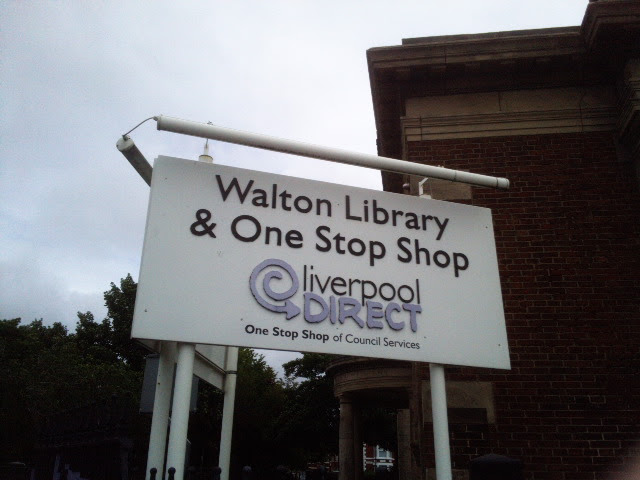 Walton Library
& One Stop Shop
liverpool
DIRECT
One Stop Shop of Council Services